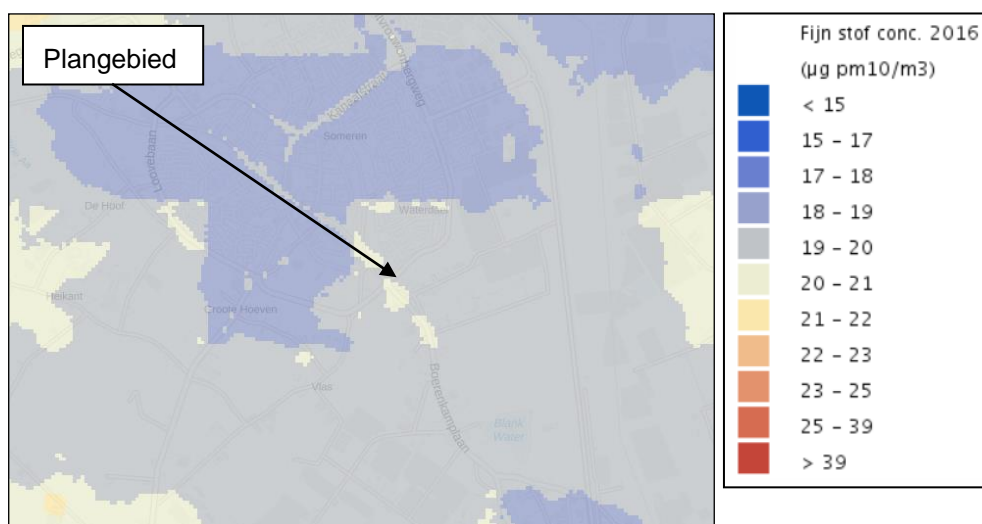 Plangebied
Someren
Loovebaan
De Hool
Waterdael
Heikant
Groote Hoeven
Vlas
Boerenkamplaan
Blank
Water
Fijn stof conc. 2016
(µg pm10/m3)
< 15
15 - 17
17 - 18
18 - 19
19 - 20
20 - 21
21 - 22
22 - 23
23 - 25
25 - 39
> 39